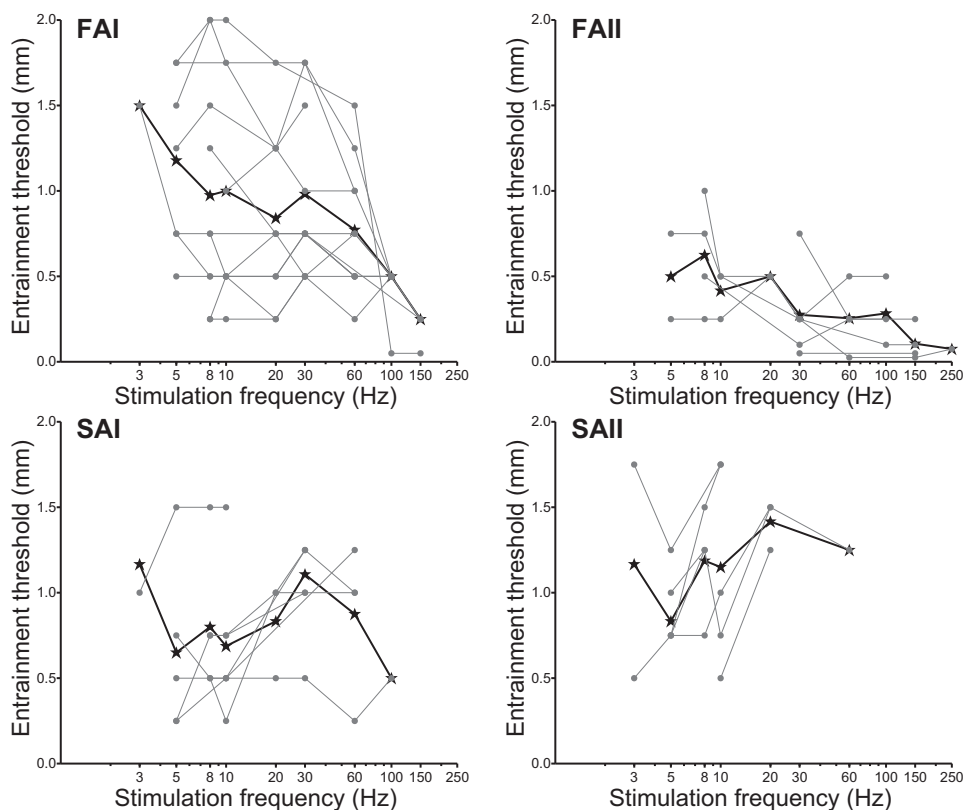 FAI
Entrainment threshold (mm)
2.0
1.5
1.0
0.5
0.0
3 5 8 10 20 30 60 100 150 250
Stimulation frequency (Hz)
FAII
Entrainment threshold (mm)
2.0
1.5
1.0
0.5
0.0
3 5 8 10 20 30 60 100 150 250
Stimulation frequency (Hz)
SAI
Entrainment threshold (mm)
2.0
1.5
1.0
0.5
0.0
3 5 8 10 20 30 60 100 150 250
Stimulation frequency (Hz)
SAII
Entrainment threshold (mm)
2.0
1.5
1.0
0.5
0.0
3 5 8 10 20 30 60 100 150 250
Stimulation frequency (Hz)